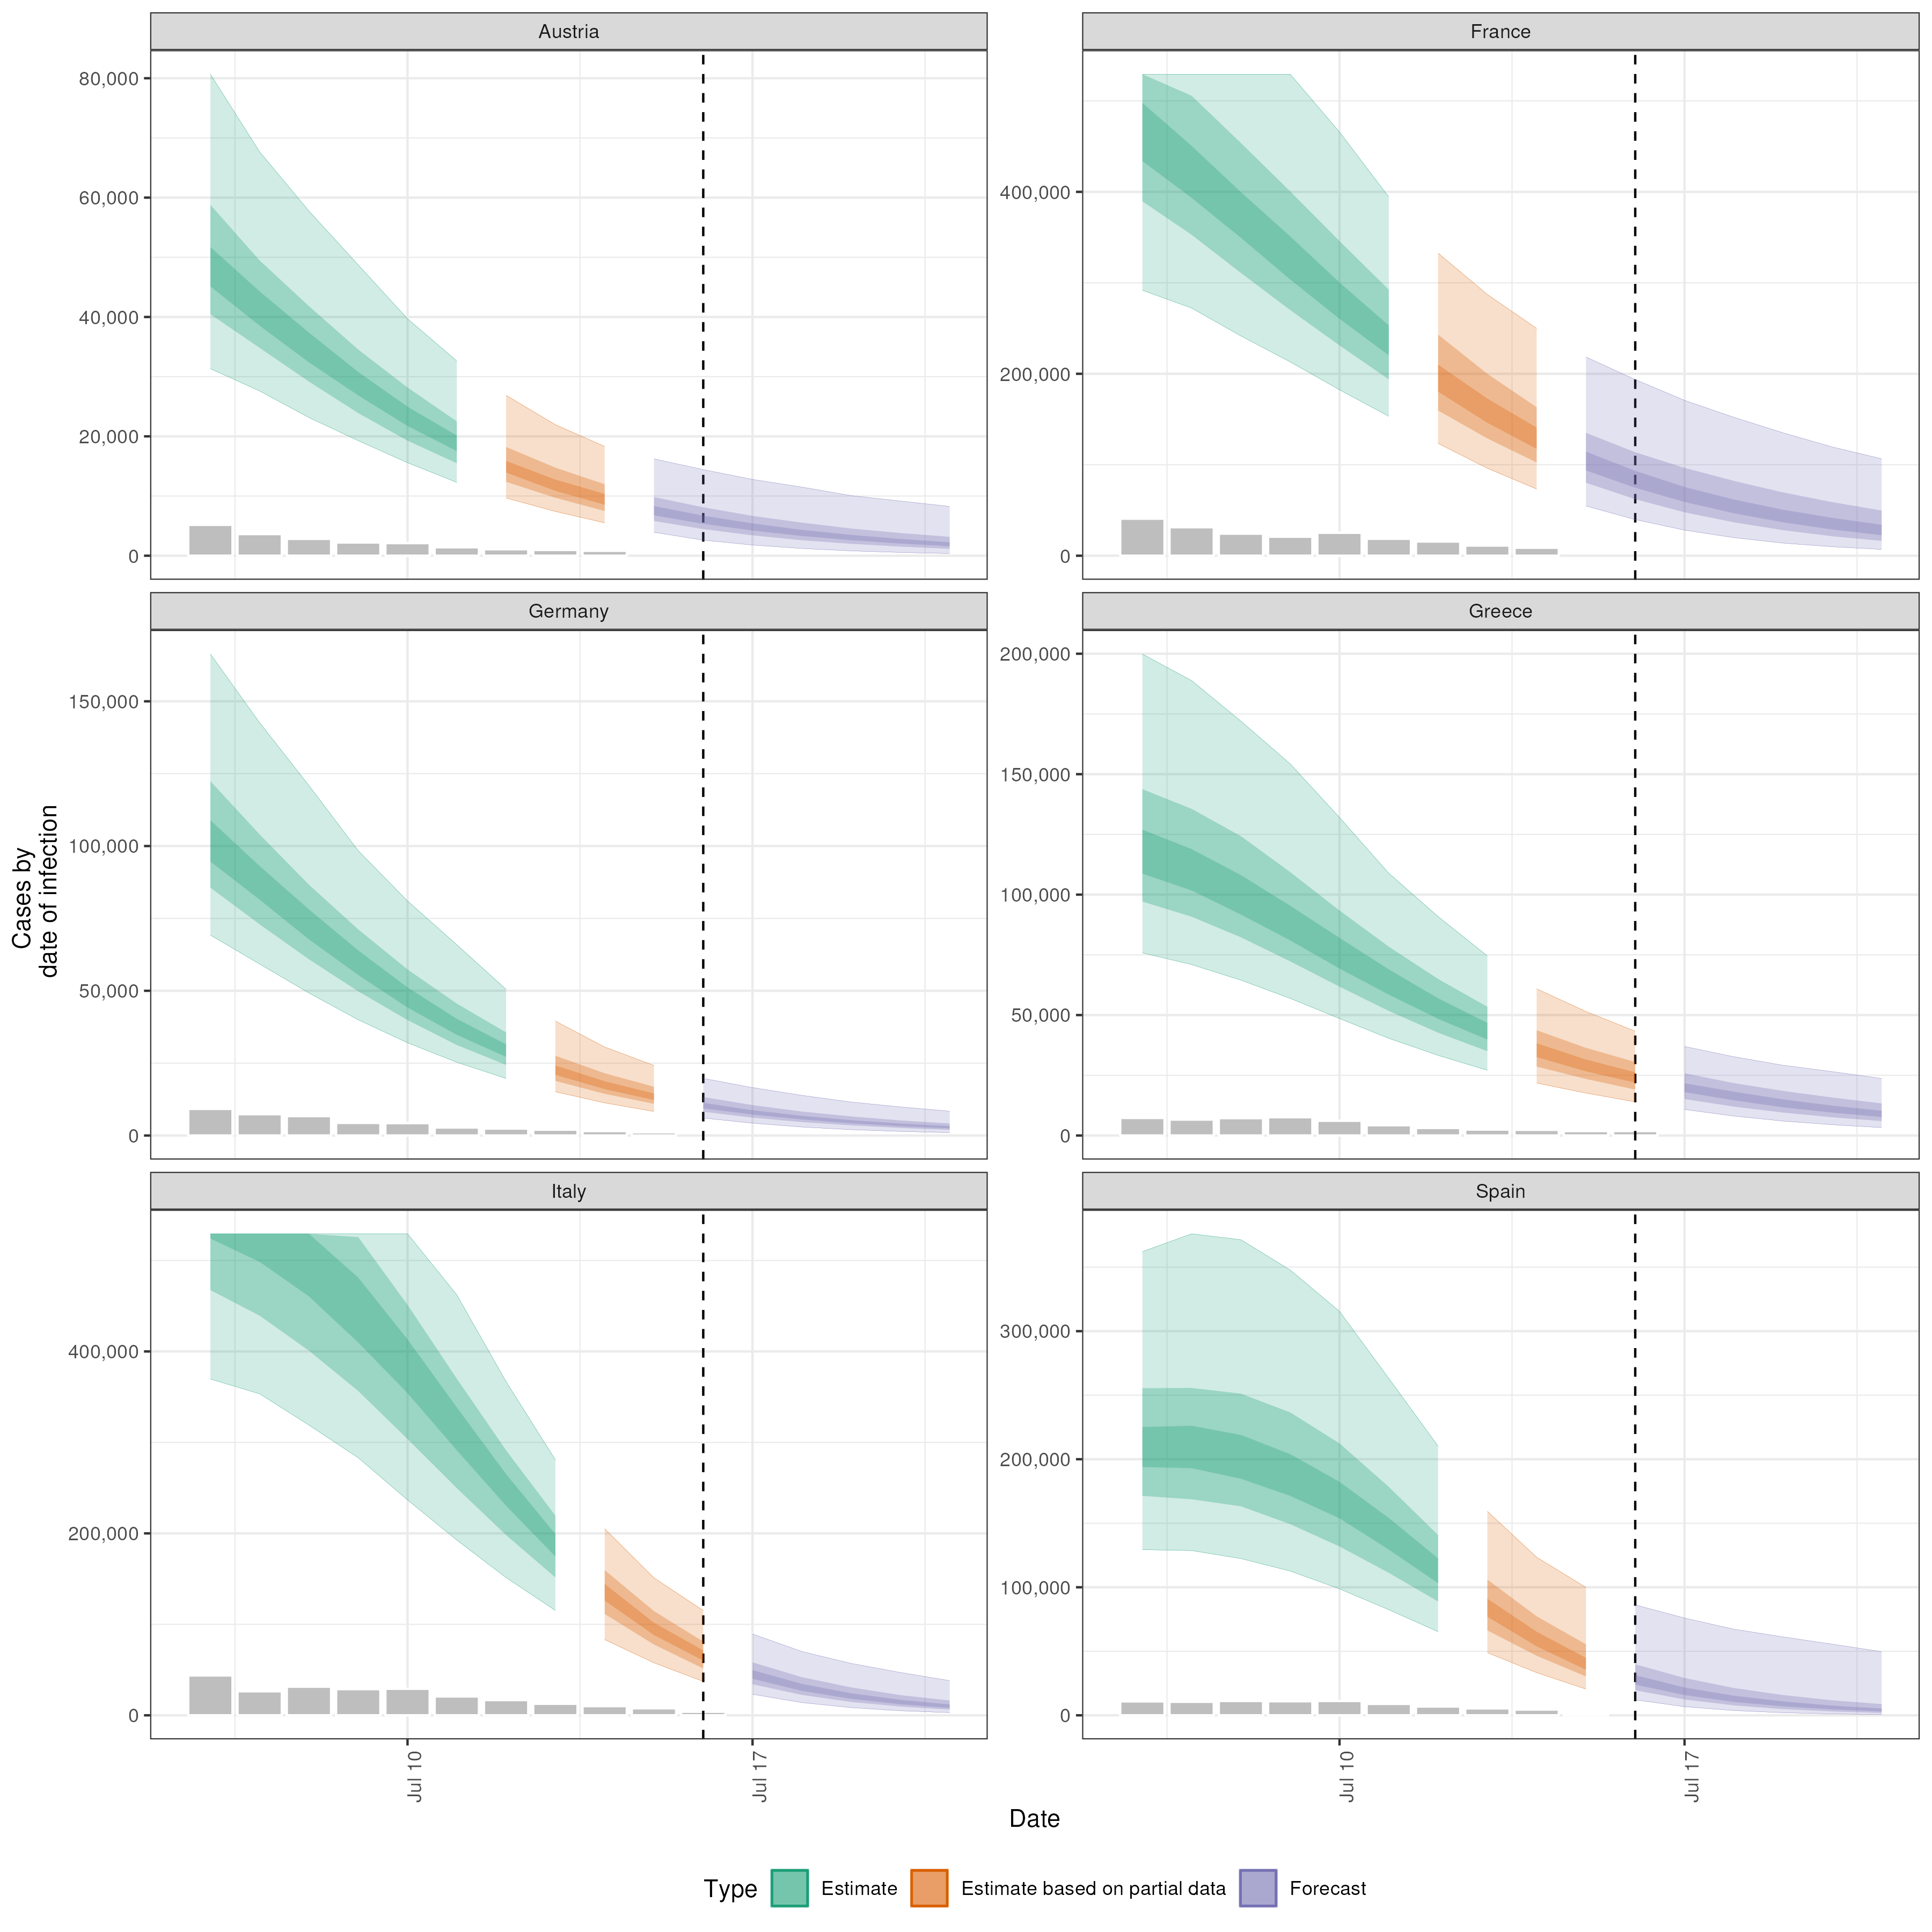 Austria
France
80,000
60,000
40,000
20,000
0
400,000
200,000
0
Germany
Greece
150,000
100,000
50,000
0
200,000
150,000
100,000
50,000
0
Cases by
date of infection
Italy
Spain
400,000
200,000
0
300,000
200,000
100,000
0
Jul 10
Jul 17
Jul 10
Jul 17
Date
Type Estimate Estimate based on partial data Forecast